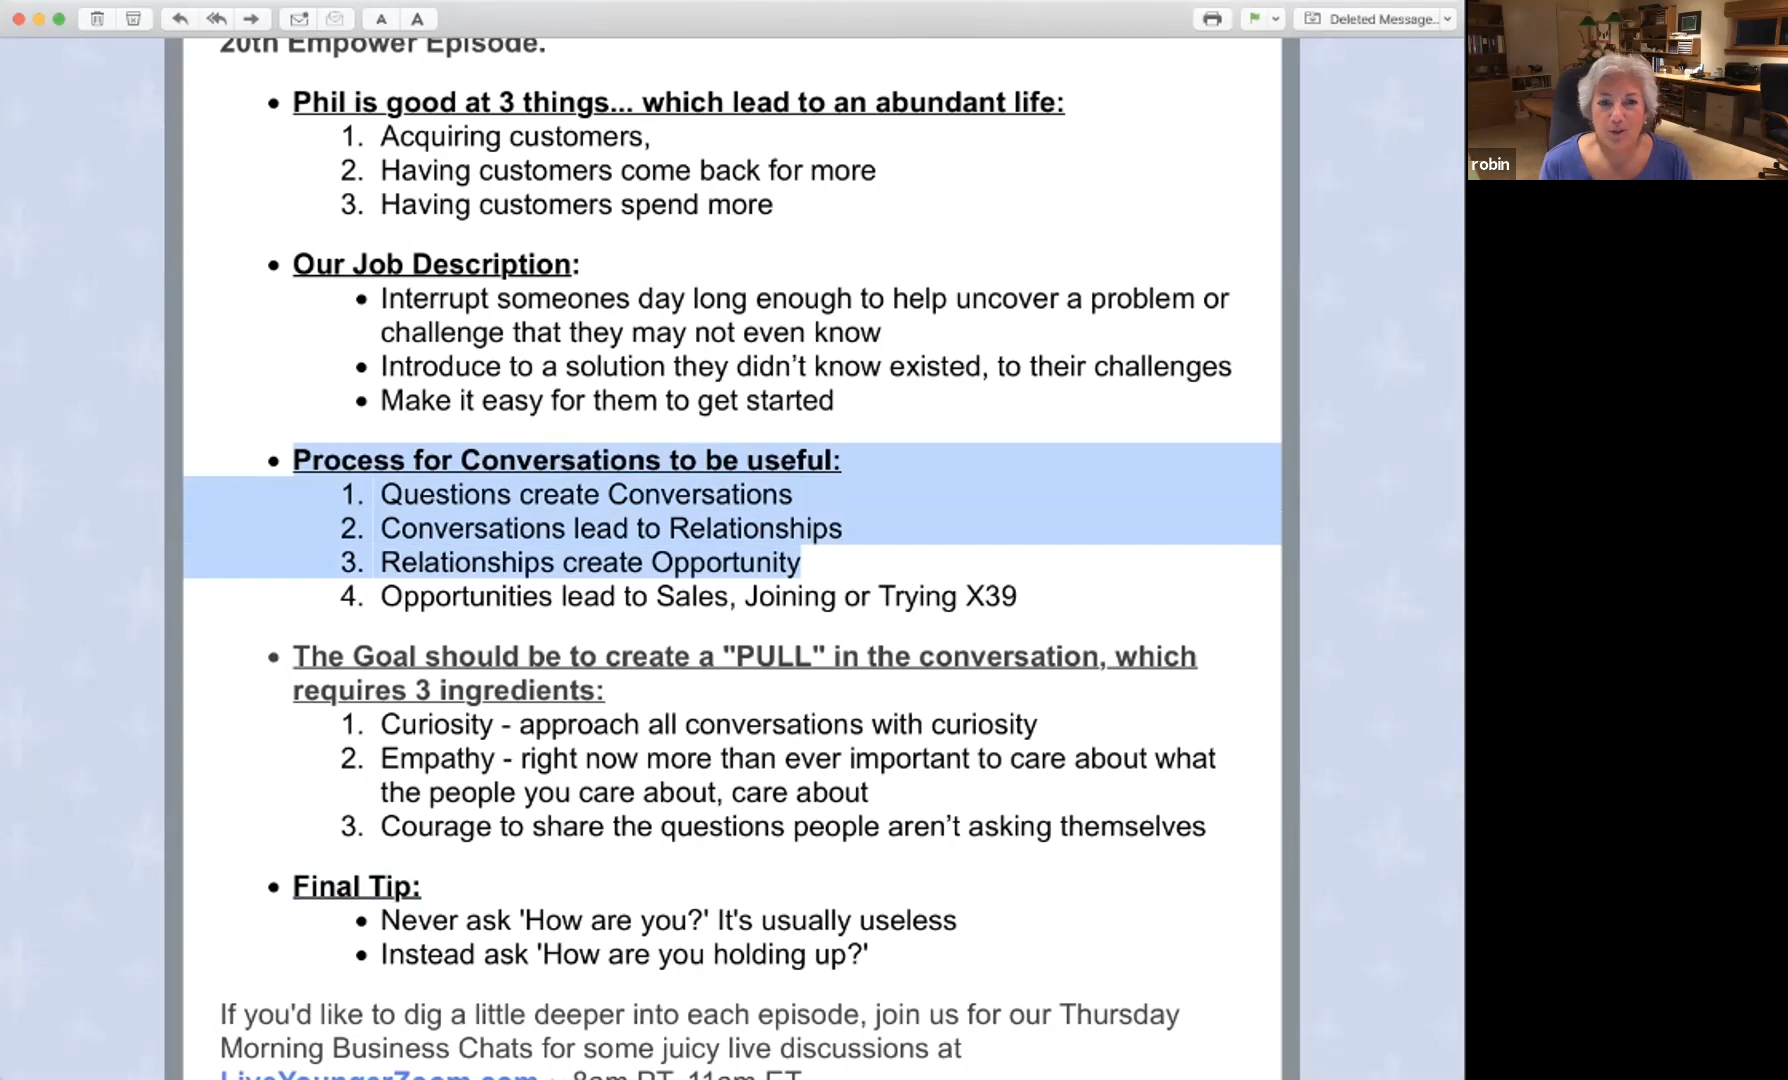 A A
Deleted Message...
20th Empower Episode.
• Phil is good at 3 things... which lead to an abundant life:
1. Acquiring customers,
2. Having customers come back for more
3. Having customers spend more
• Our Job Description:
• Interrupt someones day long enough to help uncover a problem or
challenge that they may not even know
• Introduce to a solution they didn’t know existed, to their challenges
• Make it easy for them to get started
• Process for Conversations to be useful:
1. Questions create Conversations
2. Conversations lead to Relationships
3. Relationships create Opportunity
4. Opportunities lead to Sales, Joining or Trying X39
• The Goal should be to create a "PULL" in the conversation, which
requires 3 ingredients:
1. Curiosity - approach all conversations with curiosity
2. Empathy - right now more than ever important to care about what
the people you care about, care about
3. Courage to share the questions people aren’t asking themselves
• Final Tip:
• Never ask 'How are you?' It's usually useless
• Instead ask 'How are you holding up?'
If you'd like to dig a little deeper into each episode, join us for our Thursday
Morning Business Chats for some juicy live discussions at
LiveYoungerZoom.com ~ 8am PT, 11am ET
robin